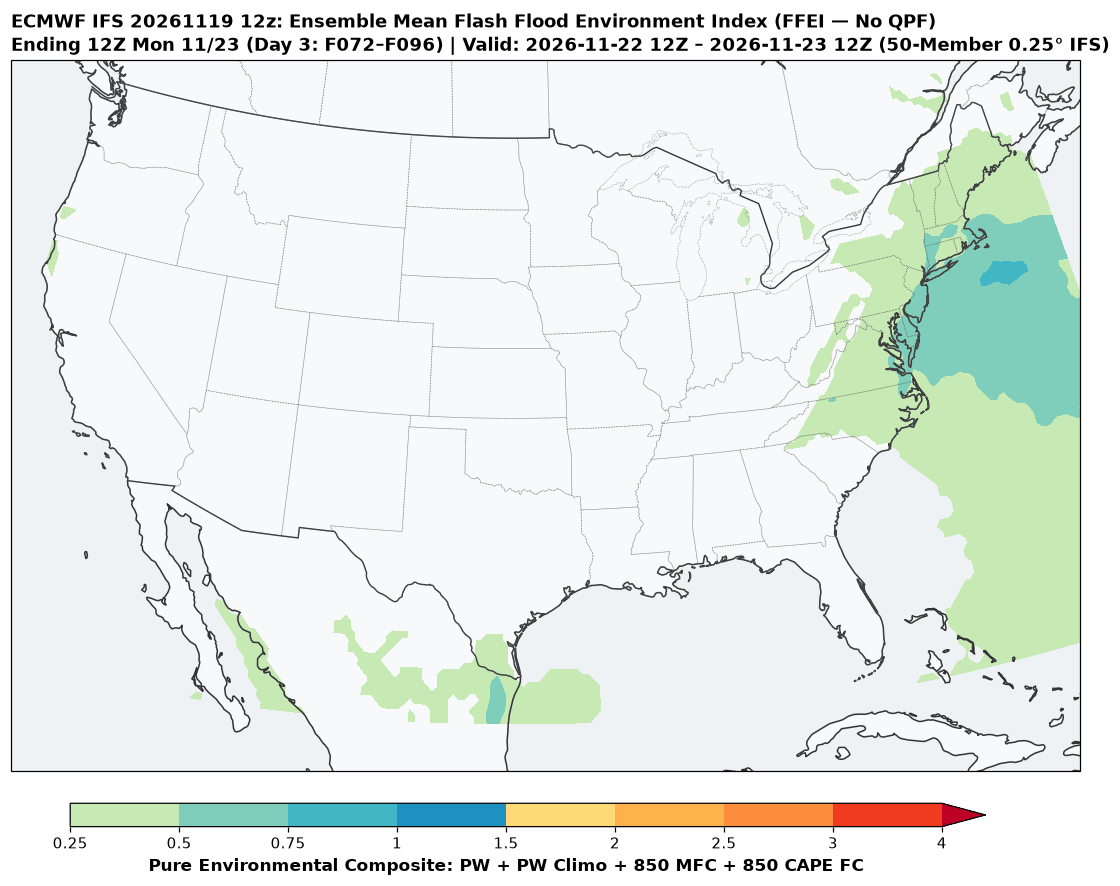 ECMWF IFS 20261119 12z: Ensemble Mean Flash Flood Environment Index (FFEI — No QPF)
Ending 12Z Mon 11/23 (Day 3: F072–F096) | Valid: 2026-11-22 12Z – 2026-11-23 12Z (50-Member 0.25° IFS)
0.25 0.5 0.75 1 1.5 2 2.5 3 4
Pure Environmental Composite: PW + PW Climo + 850 MFC + 850 CAPE FC